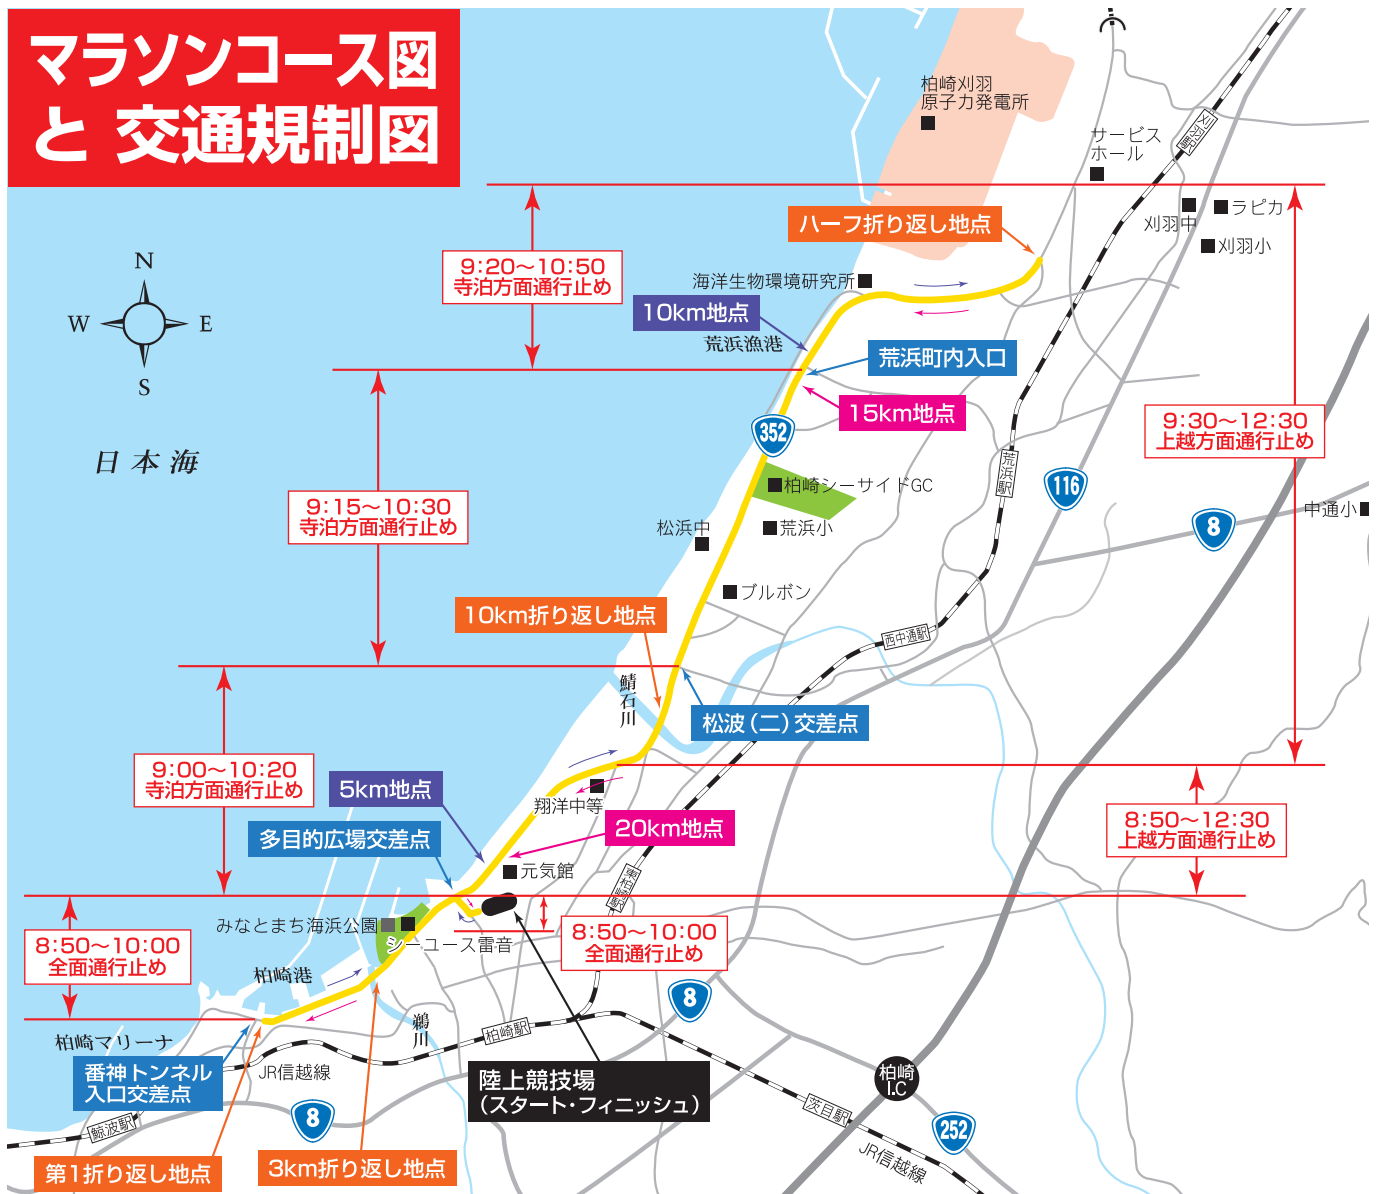 マラソンコース図
と 交通規制図
柏崎刈羽
原子力発電所
サービス
ホール
刈羽駅
刈羽中
ラピカ
刈羽小
ハーフ折り返し地点
9:20～10:50
寺泊方面通行止め
N
W
E
S
海洋生物環境研究所
10km地点
荒浜漁港
荒浜町内入口
15km地点
352
9:30～12:30
上越方面通行止め
日本海
荒浜駅
116
柏崎シーサイドGC
8
中通小
9:15～10:30
寺泊方面通行止め
松浜中
荒浜小
ブルボン
10km折り返し地点
西中通駅
鯖石川
松波(二)交差点
9:00～10:20
寺泊方面通行止め
5km地点
翔洋中等
20km地点
8:50～12:30
上越方面通行止め
多目的広場交差点
元気館
東柏崎駅
みなとまち海浜公園
シーユース雷音
8:50～10:00
全面通行止め
8:50～10:00
全面通行止め
柏崎港
8
鵜川
柏崎駅
柏崎マリーナ
番神トンネル
入口交差点
JR信越線
陸上競技場
(スタート・フィニッシュ)
柏崎
I.C
茨目駅
8
252
鯨波駅
JR信越線
第1折り返し地点
3km折り返し地点